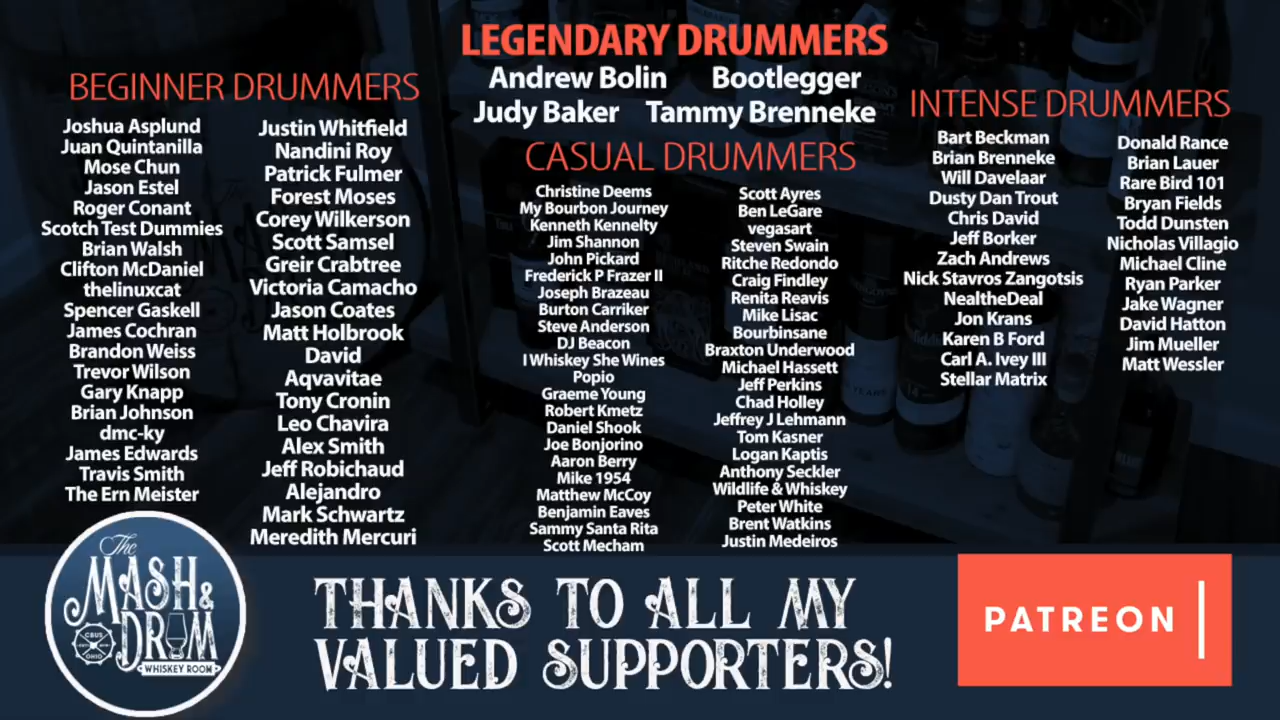 LEGENDARY DRUMMERS
Andrew Bolin
Bootlegger
Judy Baker
Tammy Brenneke
BEGINNER DRUMMERS
Joshua Asplund
Juan Quintanilla
Mose Chun
Jason Estel
Roger Conant
Scotch Test Dummies
Brian Walsh
Clifton McDaniel
thelinuxcat
Spencer Gaskell
James Cochran
Brandon Weiss
Trevor Wilson
Gary Knapp
Brian Johnson
dmc-ky
James Edwards
Travis Smith
The Ern Meister
Justin Whitfield
Nandini Roy
Patrick Fulmer
Forest Moses
Corey Wilkerson
Scott Samsel
Greir Crabtree
Victoria Camacho
Jason Coates
Matt Holbrook
David
Aqvavitae
Tony Cronin
Leo Chavira
Alex Smith
Jeff Robichaud
Alejandro
Mark Schwartz
Meredith Mercuri
CASUAL DRUMMERS
Christine Deems
My Bourbon Journey
Kenneth Kennelty
Jim Shannon
John Pickard
Frederick P Frazer II
Joseph Brazeau
Burton Carriker
Steve Anderson
DJ Beacon
I Whiskey She Wines
Popio
Graeme Young
Robert Kmetz
Daniel Shook
Joe Bonjorino
Aaron Berry
Mike 1954
Matthew McCoy
Benjamin Eaves
Sammy Santa Rita
Scott Mecham
Scott Ayres
Ben LeGare
vegasart
Steven Swain
Ritche Redondo
Craig Findley
Renita Reavis
Mike Lisac
Bourbinsane
Braxton Underwood
Michael Hassett
Jeff Perkins
Chad Holley
Jeffrey J Lehmann
Tom Kasner
Logan Kaptis
Anthony Seckler
Wildlife & Whiskey
Peter White
Brent Watkins
Justin Medeiros
INTENSE DRUMMERS
Bart Beckman
Brian Brenneke
Will Davelaar
Dusty Dan Trout
Chris David
Jeff Borker
Zach Andrews
Nick Stavros Zangotsis
NealtheDeal
Jon Krans
Karen B Ford
Carl A. Ivey III
Stellar Matrix
Donald Rance
Brian Lauer
Rare Bird 101
Bryan Fields
Todd Dunsten
Nicholas Villagio
Michael Cline
Ryan Parker
Jake Wagner
David Hatton
Jim Mueller
Matt Wessler
The
MASH &
DRUM
CBUS
OHIO
WHISKEY ROOM
THANKS TO ALL MY
VALUED SUPPORTERS!
PATREON